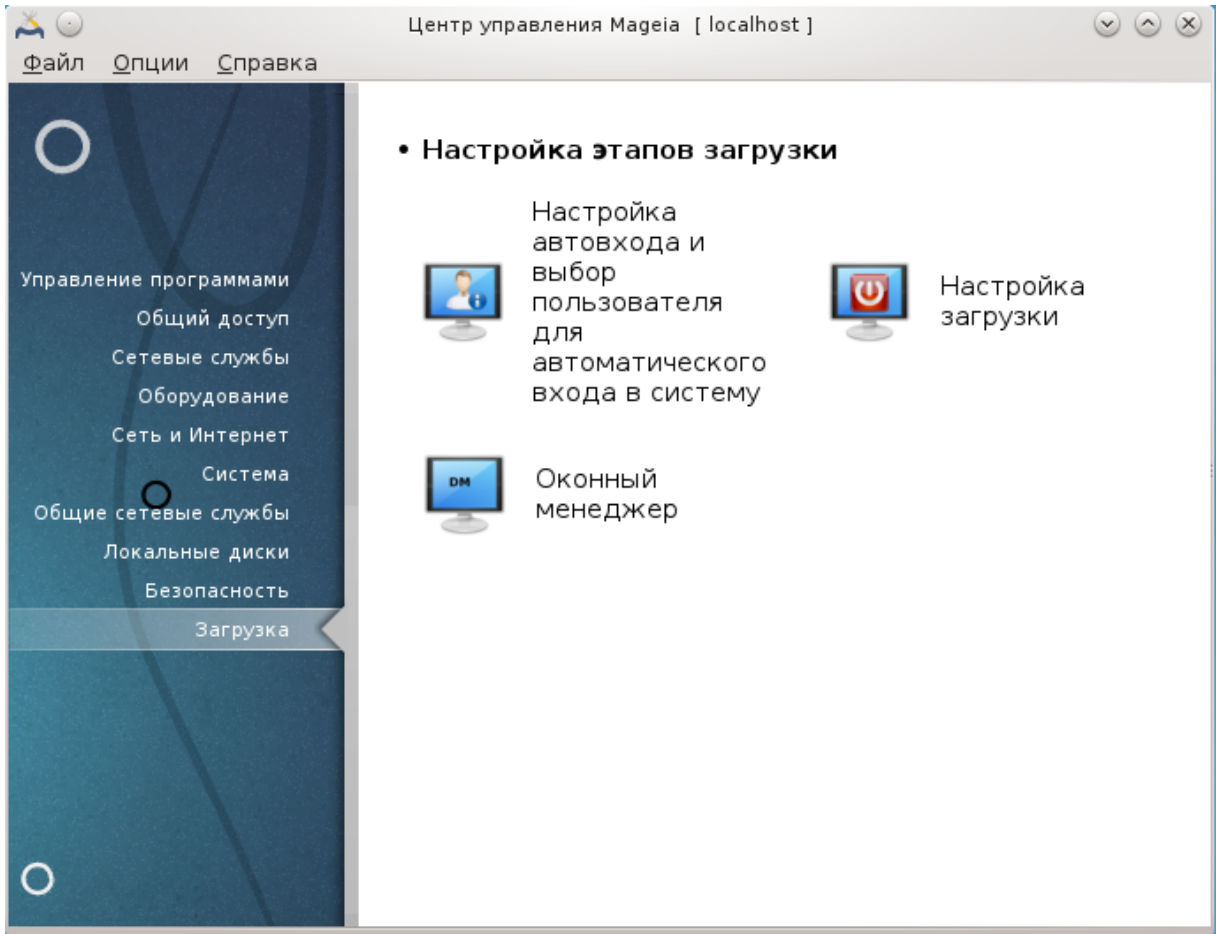 Центр управления Mageia [ localhost ]
Файл Опции Справка
Управление программами
Общий доступ
Сетевые службы
Оборудование
Сеть и Интернет
Система
Общие сетевые службы
Локальные диски
Безопасность
Загрузка
• Настройка этапов загрузки
Настройка
автовхода и
выбор
пользователя
для
автоматического
входа в систему
Настройка
загрузки
DM
Оконный
менеджер